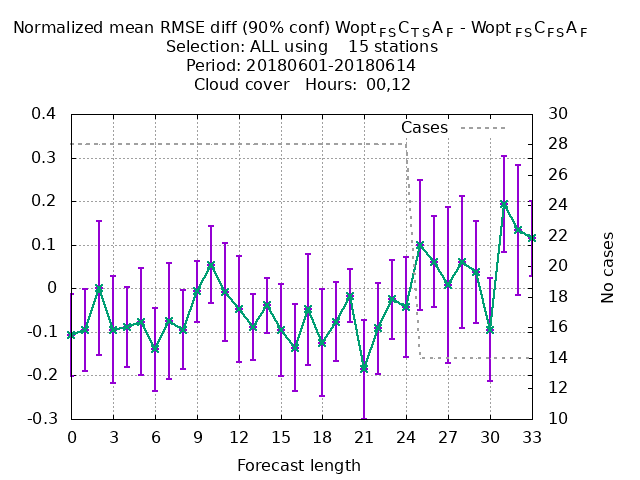 Normalized mean RMSE diff (90% conf) Wopt FS C TS A F - Wopt FS C FS A F
Selection: ALL using 15 stations
Period: 20180601-20180614
Cloud cover Hours: 00,12
0.4
0.3
0.2
0.1
0
-0.1
-0.2
-0.3
Cases
30
28
26
24
22
20
18
16
14
12
10
No cases
0 3 6 9 12 15 18 21 24 27 30 33
Forecast length